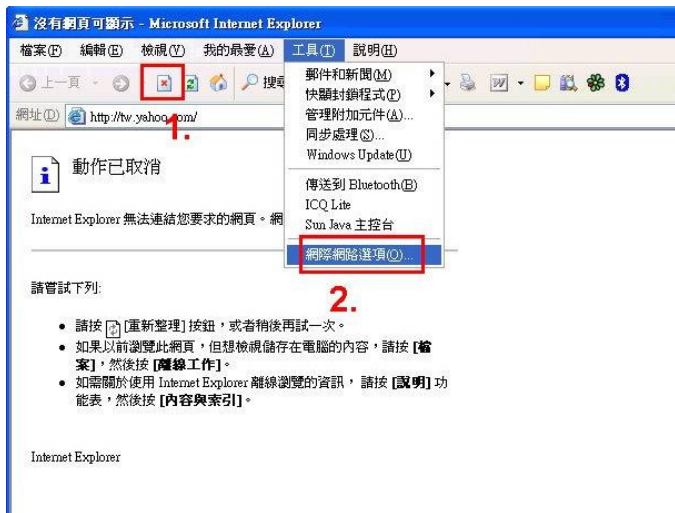 沒有網頁可顯示 - Microsoft Internet Explorer
檔案(F) 編輯(E) 檢視(V) 我的最愛(A) 工具(T) 說明(H)
上一頁 搜尋
網址(D) http://tw.yahoo.com/
1.
郵件和新聞(M)
快顯封鎖程式(P)
管理附加元件(A)...
同步處理(S)...
Windows Update(U)
傳送到 Bluetooth(B)
ICQ Lite
Sun Java 主控台
網際網路選項(O)...
2.
動作已取消
Internet Explorer 無法連結您要求的網頁。網
請嘗試下列:
請按 [重新整理] 按鈕，或者稍後再試一次。
如果以前瀏覽此網頁，但想檢視儲存在電腦的內容，請按 [檔
案]，然後按 [離線工作]。
如需關於使用 Internet Explorer 離線瀏覽的資訊， 請按 [說明] 功
能表，然後按 [內容與索引]。
Internet Explorer